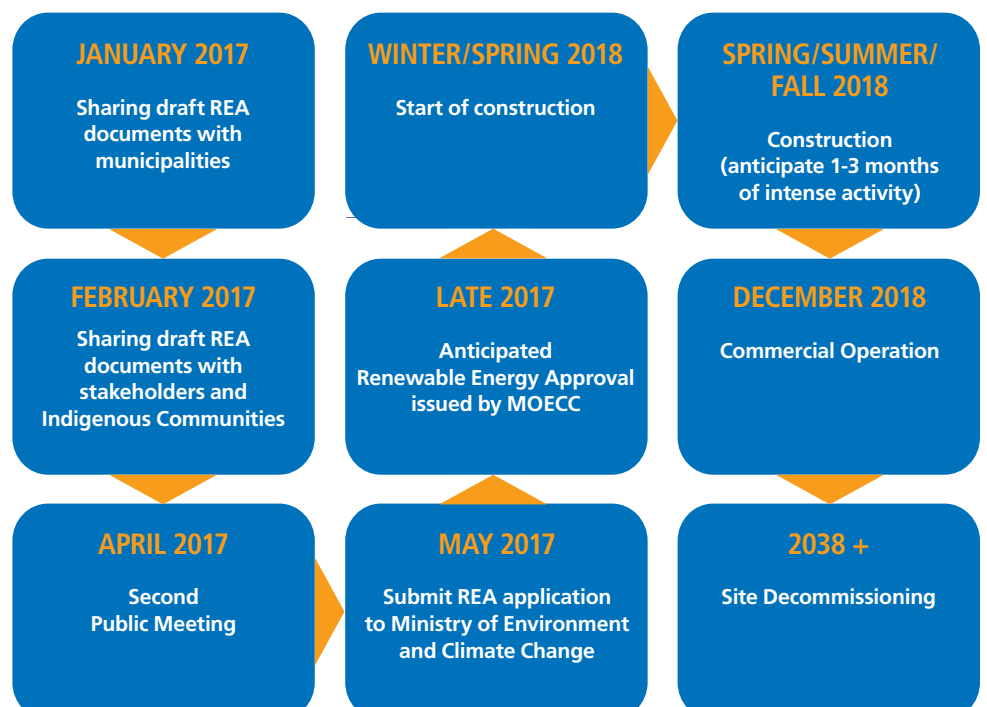 JANUARY 2017
Sharing draft REA
documents with
municipalities
FEBRUARY 2017
Sharing draft REA
documents with
stakeholders and
Indigenous Communities
APRIL 2017
Second
Public Meeting
MAY 2017
Submit REA application
to Ministry of Environment
and Climate Change
LATE 2017
Anticipated
Renewable Energy Approval
issued by MOECC
WINTER/SPRING 2018
Start of construction
SPRING/SUMMER/
FALL 2018
Construction
(anticipate 1-3 months
of intense activity)
DECEMBER 2018
Commercial Operation
2038 +
Site Decommissioning